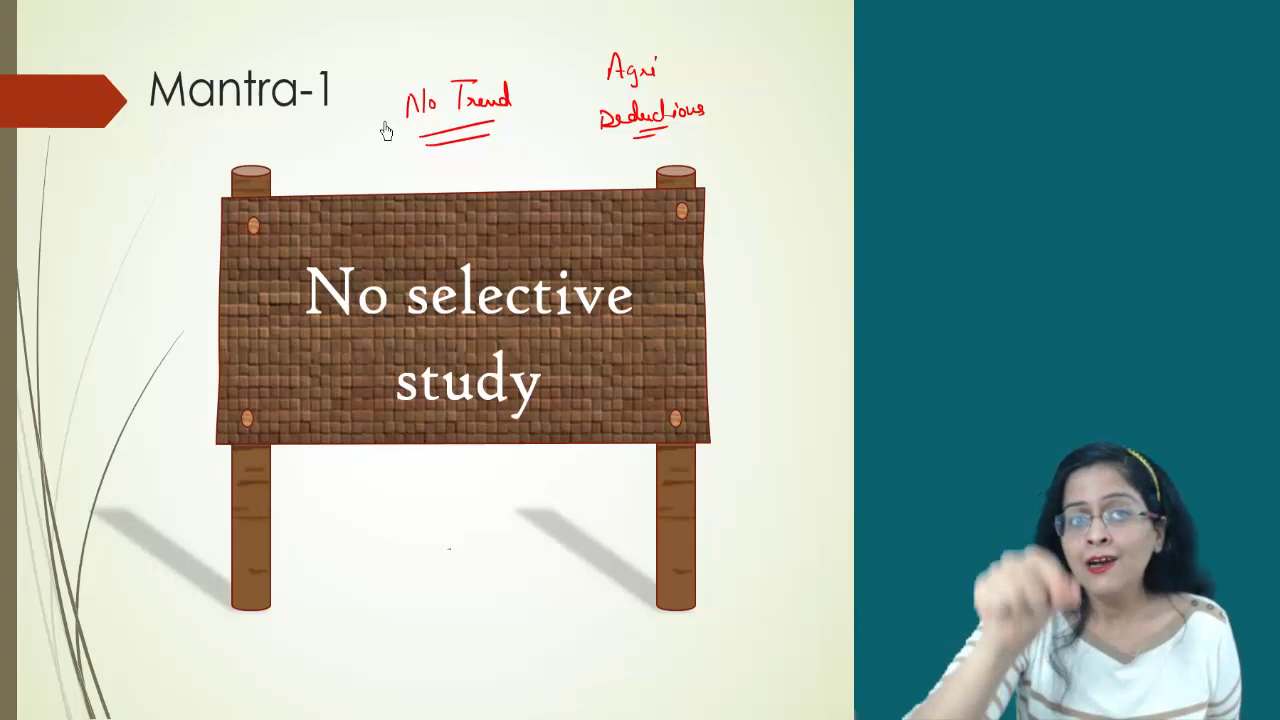 Mantra-1
No Trend
Agri
Deductions
No selective
study